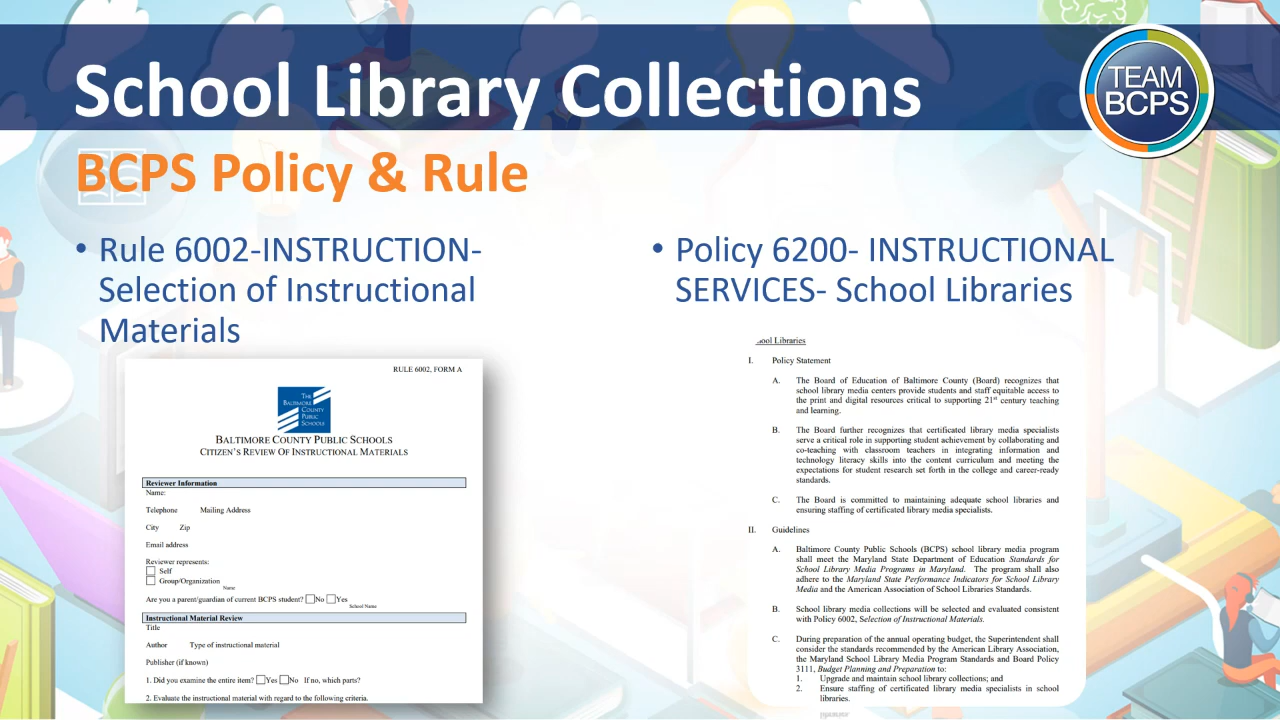 School Library Collections
TEAM
BCPS
BCPS Policy & Rule
• Rule 6002-INSTRUCTION-
Selection of Instructional
Materials
• Policy 6200- INSTRUCTIONAL
SERVICES- School Libraries
RULE 6002, FORM A
THE
BALTIMORE
COUNTY
PUBLIC
SCHOOLS
BALTIMORE COUNTY PUBLIC SCHOOLS
CITIZEN'S REVIEW OF INSTRUCTIONAL MATERIALS
Reviewer Information
Name:
Telephone Mailing Address
City Zip
Email address
Reviewer represents:
Self
Group/Organization
Name
Are you a parent/guardian of current BCPS student? No Yes
School Name
Instructional Material Review
Title
Author Type of instructional material
Publisher (if known)
1. Did you examine the entire item? Yes No If no, which parts?
2. Evaluate the instructional material with regard to the following criteria.
Libraries
I. Policy Statement
A. The Board of Education of Baltimore County (Board) recognizes that
school library media centers provide students and staff equitable access to
the print and digital resources critical to supporting 21st century teaching
and learning.
B. The Board further recognizes that certificated library media specialists
serve a critical role in supporting student achievement by collaborating and
co-teaching with classroom teachers in integrating information and
technology literacy skills into the content curriculum and meeting the
expectations for student research set forth in the college and career-ready
standards.
C. The Board is committed to maintaining adequate school libraries and
ensuring staffing of certificated library media specialists.
II. Guidelines
A. Baltimore County Public Schools (BCPS) school library media program
shall meet the Maryland State Department of Education Standards for
School Library Media Programs in Maryland. The program shall also
adhere to the Maryland State Performance Indicators for School Library
Media and the American Association of School Libraries Standards.
B. School library media collections will be selected and evaluated consistent
with Policy 6002, Selection of Instructional Materials.
C. During preparation of the annual operating budget, the Superintendent shall
consider the standards recommended by the American Library Association,
the Maryland School Library Media Program Standards and Board Policy
3111, Budget Planning and Preparation to:
1. Upgrade and maintain school library collections; and
2. Ensure staffing of certificated library media specialists in school
libraries.